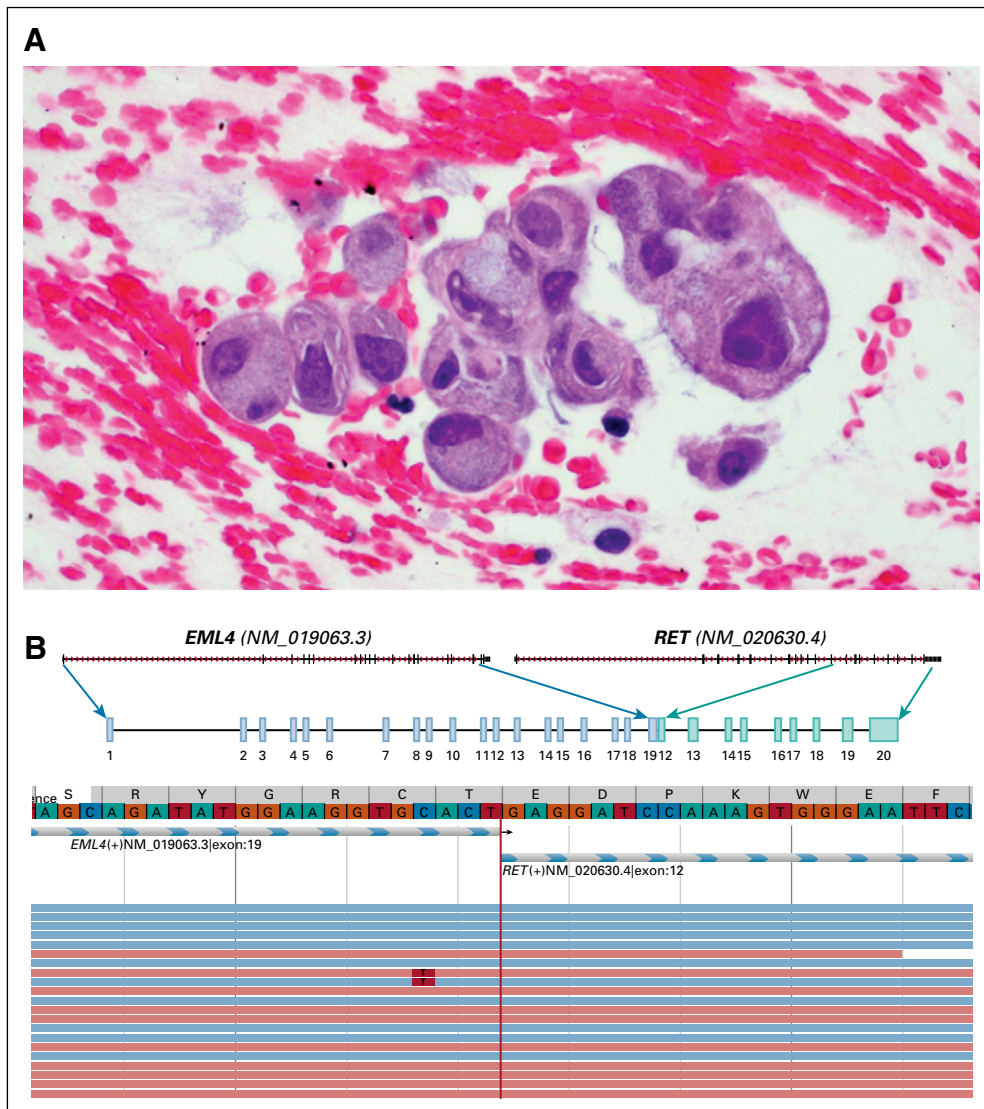 A
B
EML4 (NM_019063.3) RET (NM_020630.4)
1 2 3 4 5 6 7 8 9 10 11 12 13 14 15 16 17 18 19 12 13 14 15 16 17 18 19 20
ence S R Y G R C T E D P K W E F
A G C A G A T A T G G A A G G T G C A C T G A G G A T C C A A A G T G G G A A T T C
EML4(+)NM_019063.3|exon:19
RET(+)NM_020630.4|exon:12
T
T